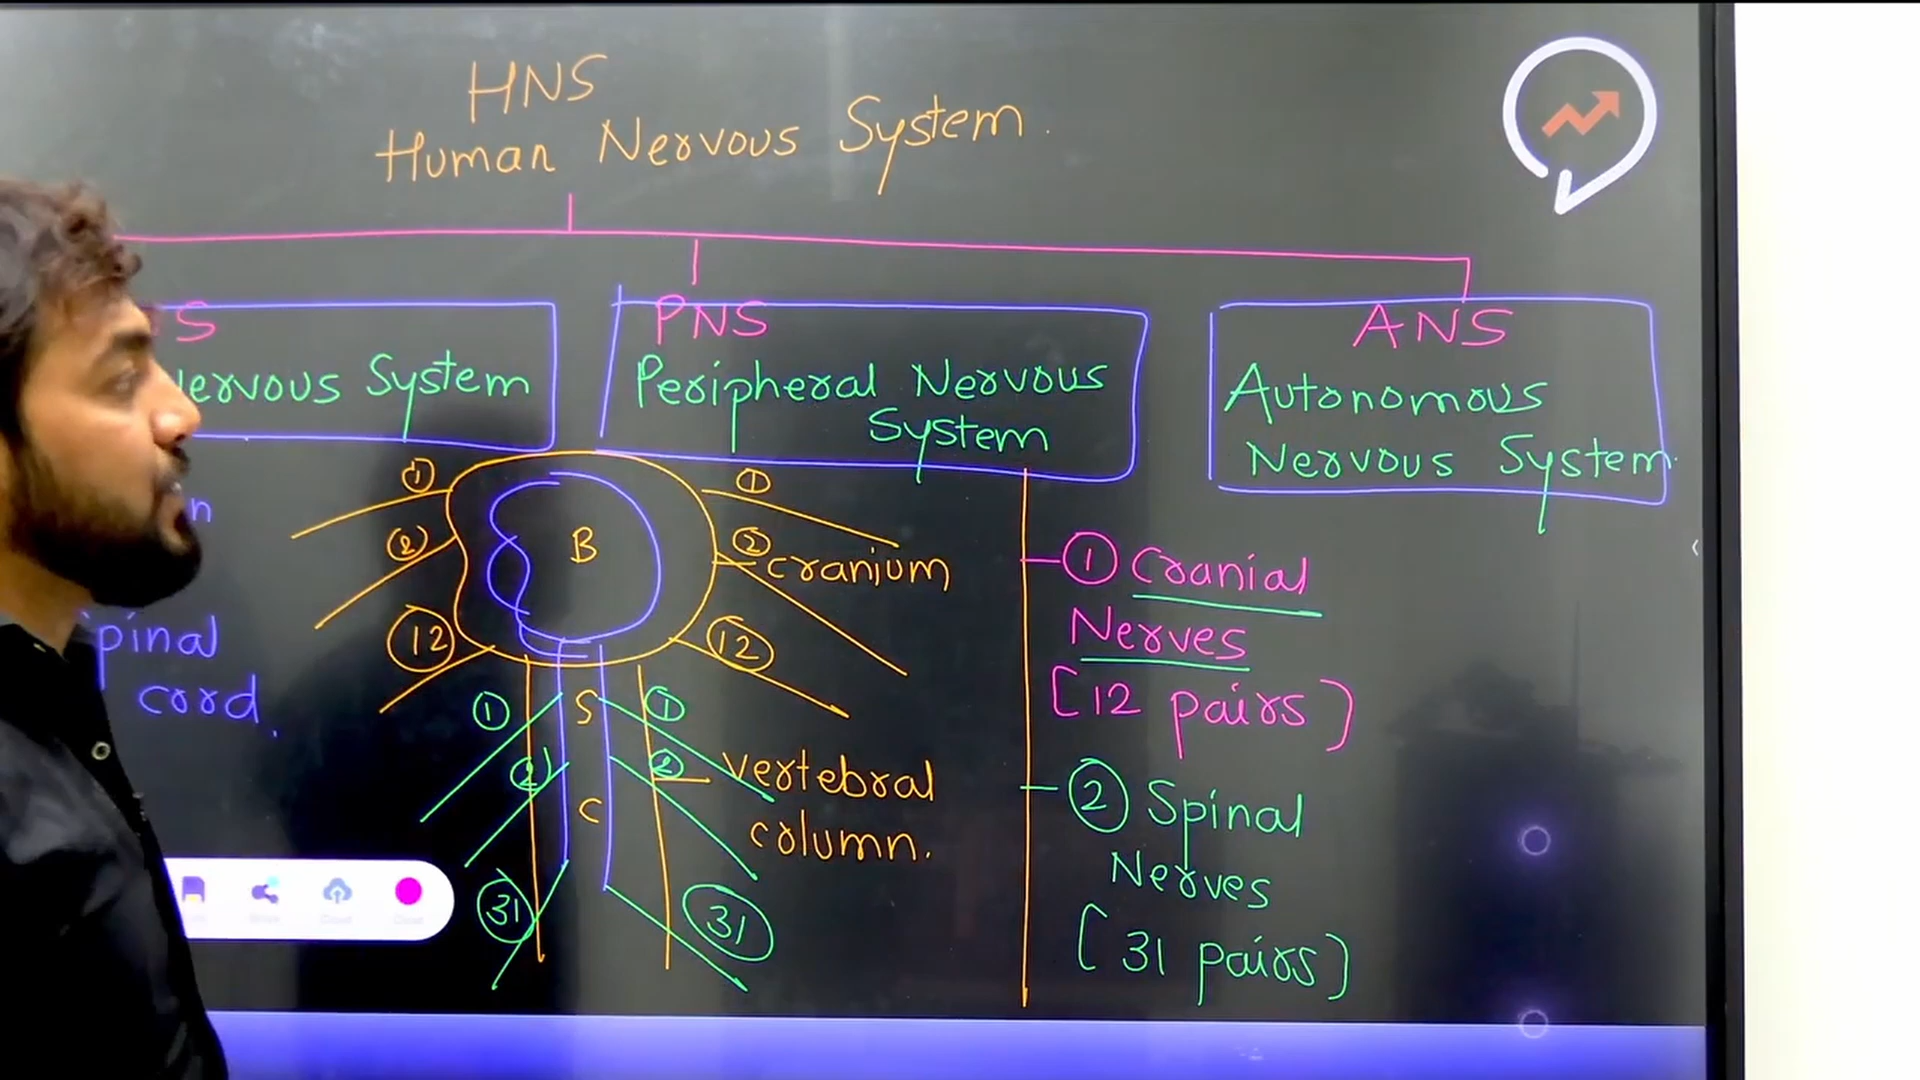 HNS
Human Nervous System.
S
PNS
ANS
Nervous System
Peripheral Nervous
System
Autonomous
Nervous System.
1
1
B
2
2
cranium
12
12
n
spinal
cord.
S
1
1
2
2
vertebral
column.
C
31
31
1 Cranial
Nerves
[12 pairs]
2 Spinal
Nerves
[31 pairs]